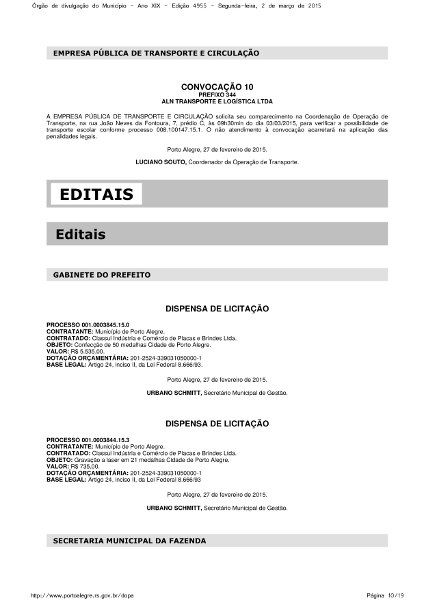 Órgão de divulgação do Município - Ano XIX - Edição 4955 - Segunda-feira, 2 de março de 2015
EMPRESA PÚBLICA DE TRANSPORTE E CIRCULAÇÃO
CONVOCAÇÃO 10
PREFIXO 344
ALN TRANSPORTE E LOGÍSTICA LTDA
A EMPRESA PÚBLICA DE TRANSPORTE E CIRCULAÇÃO solicita seu comparecimento na Coordenação de Operação de
Transporte, na rua João Neves da Fontoura, 7, prédio C, às 09h30min do dia 03/03/2015, para verificar a possibilidade de
transporte escolar conforme processo 008.100147.15.1. O não atendimento à convocação acarretará na aplicação das
penalidades legais.
Porto Alegre, 27 de fevereiro de 2015.
LUCIANO SOUTO, Coordenador da Operação de Transporte.
EDITAIS
Editais
GABINETE DO PREFEITO
DISPENSA DE LICITAÇÃO
PROCESSO 001.0003845.15.0
CONTRATANTE: Município de Porto Alegre.
CONTRATADO: Classul Indústria e Comércio de Placas e Brindes Ltda.
OBJETO: Confecção de 50 medalhas Cidade de Porto Alegre.
VALOR: R$ 5.535,00.
DOTAÇÃO ORÇAMENTÁRIA: 201-2524-339031050000-1
BASE LEGAL: Artigo 24, inciso II, da Lei Federal 8.666/93.
Porto Alegre, 27 de fevereiro de 2015.
URBANO SCHMITT, Secretário Municipal de Gestão.
DISPENSA DE LICITAÇÃO
PROCESSO 001.0003844.15.3
CONTRATANTE: Município de Porto Alegre.
CONTRATADO: Classul Indústria e Comércio de Placas e Brindes Ltda.
OBJETO: Gravação a laser em 21 medalhas Cidade de Porto Alegre.
VALOR: R$ 735,00.
DOTAÇÃO ORÇAMENTÁRIA: 201-2524-339031050000-1
BASE LEGAL: Artigo 24, inciso II, da Lei Federal 8.666/93
Porto Alegre, 27 de fevereiro de 2015.
URBANO SCHMITT, Secretário Municipal de Gestão.
SECRETARIA MUNICIPAL DA FAZENDA
http://www.portoalegre.rs.gov.br/dopa
Página 10/19